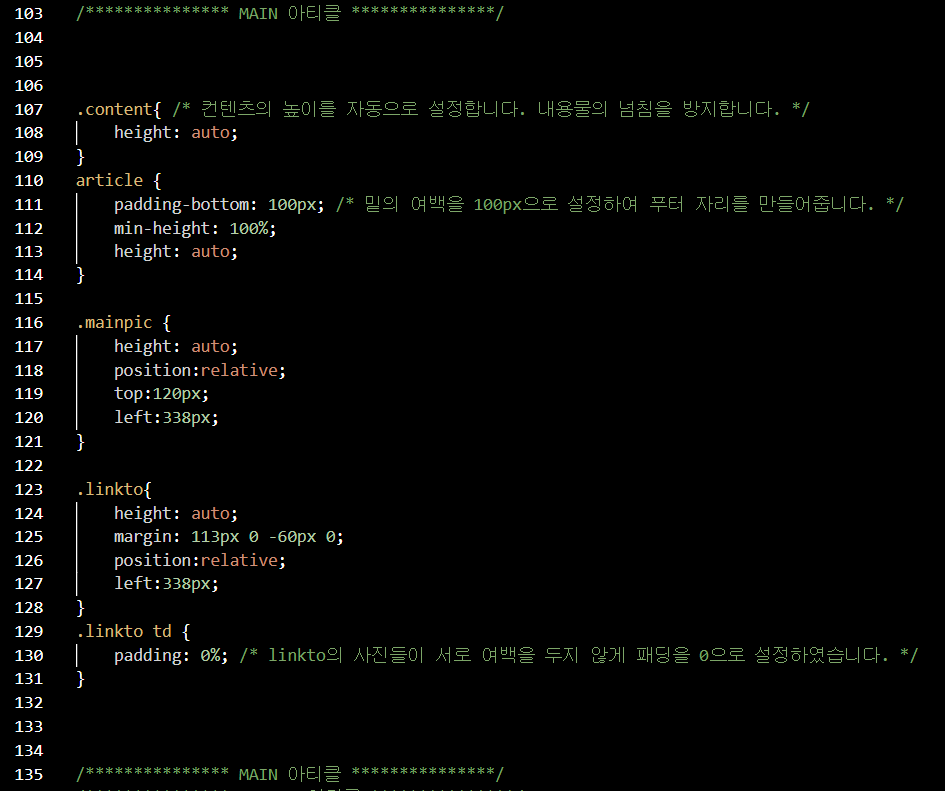 103 /*************** MAIN 아티클 ***************/
104
105
106
107 .content{ /* 컨텐츠의 높이를 자동으로 설정합니다. 내용물의 넘침을 방지합니다. */
108 height: auto;
109 }
110 article {
111 padding-bottom: 100px; /* 밑의 여백을 100px으로 설정하여 푸터 자리를 만들어줍니다. */
112 min-height: 100%;
113 height: auto;
114 }
115
116 .mainpic {
117 height: auto;
118 position:relative;
119 top:120px;
120 left:338px;
121 }
122
123 .linkto{
124 height: auto;
125 margin: 113px 0 -60px 0;
126 position:relative;
127 left:338px;
128 }
129 .linkto td {
130 padding: 0%; /* linkto의 사진들이 서로 여백을 두지 않게 패딩을 0으로 설정하였습니다. */
131 }
132
133
134
135 /*************** MAIN 아티클 ***************/